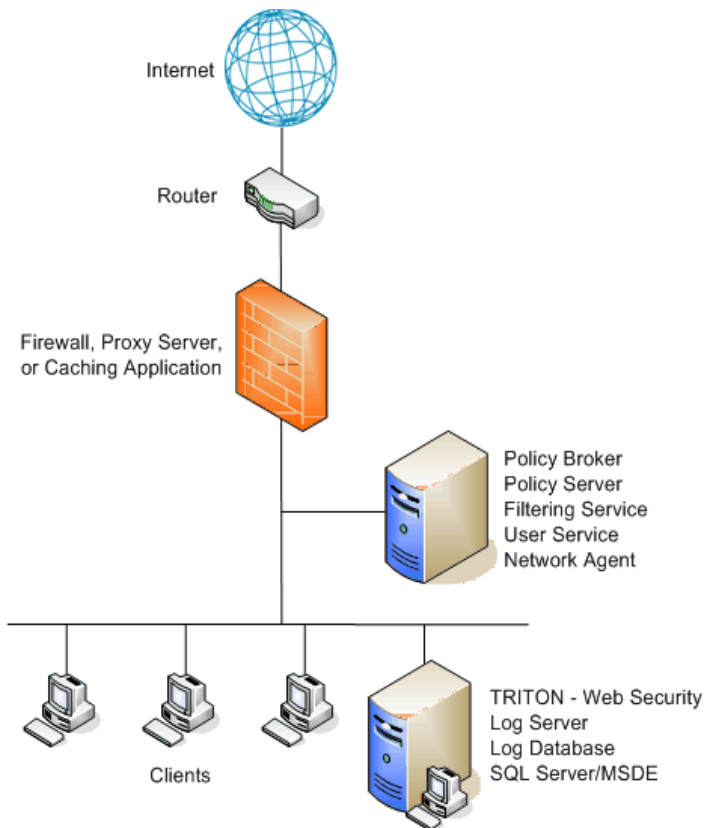 Internet
Router
Firewall, Proxy Server,
or Caching Application
Policy Broker
Policy Server
Filtering Service
User Service
Network Agent
TRITON - Web Security
Log Server
Log Database
SQL Server/MSDE
Clients